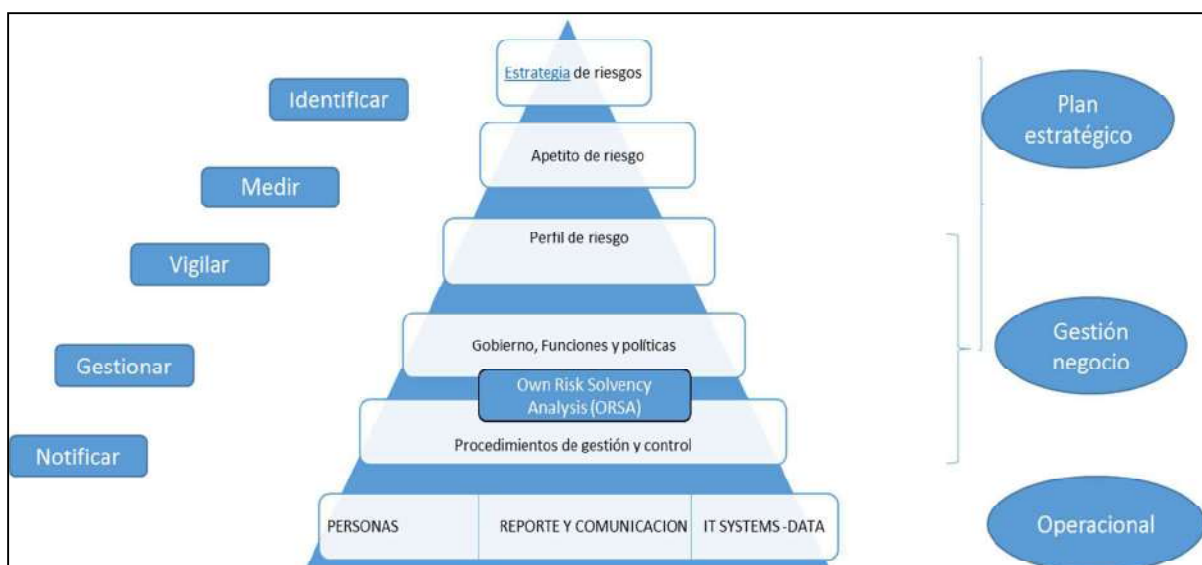 Estrategia de riesgos
Identificar
Plan
estratégico
Apetito de riesgo
Medir
Perfil de riesgo
Vigilar
Gobierno, Funciones y políticas
Gestión
negocio
Gestionar
Own Risk Solvency
Analysis (ORSA)
Procedimientos de gestión y control
Notificar
PERSONAS
REPORTE Y COMUNICACION
IT SYSTEMS -DATA
Operacional